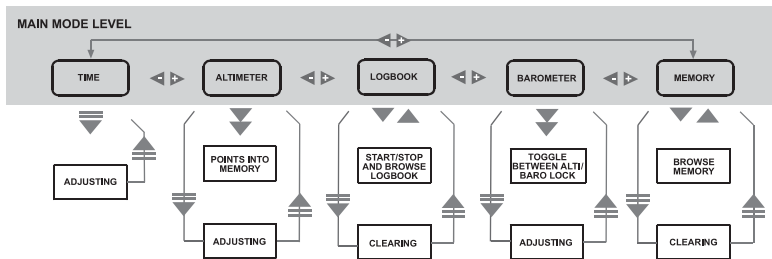 MAIN MODE LEVEL
- +
TIME
- +
ALTIMETER
- +
LOGBOOK
- +
BAROMETER
- +
MEMORY
POINTS INTO
MEMORY
START/STOP
AND BROWSE
LOGBOOK
TOGGLE
BETWEEN ALTI/
BARO LOCK
BROWSE
MEMORY
ADJUSTING
ADJUSTING
CLEARING
ADJUSTING
CLEARING